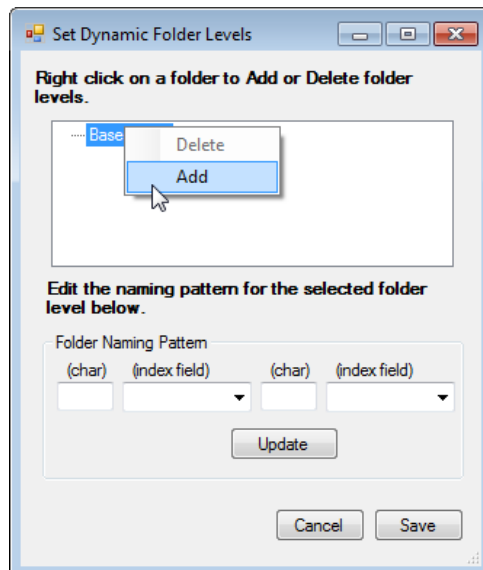 Set Dynamic Folder Levels
Right click on a folder to Add or Delete folder
levels.
Base
Delete
Add
Edit the naming pattern for the selected folder
level below.
Folder Naming Pattern
(char) (index field) (char) (index field)
Update
Cancel Save